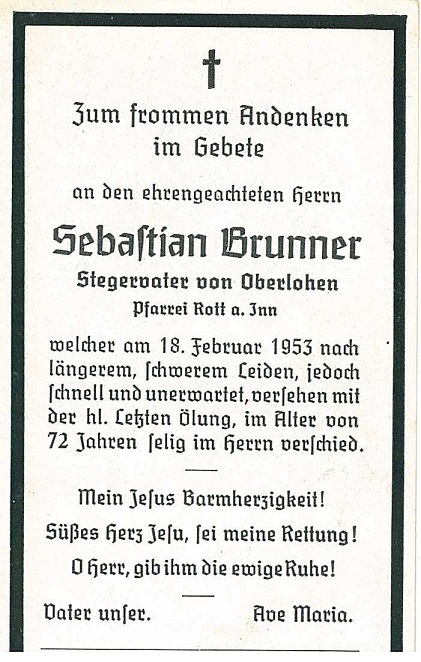 Zum frommen Andenken
im Gebete
an den ehrengeachteten Herrn
Sebaſtian Brunner
Stegervater von Oberlohen
Pfarrei Rott a. Inn
welcher am 18. Februar 1953 nach
längerem, ſchwerem Leiden, jedoch
ſchnell und unerwartet, verſehen mit
der hl. Letzten Ölung, im Alter von
72 Jahren ſelig im Herrn verſchied.
Mein Jeſus Barmherzigkeit!
Süßes Herz Jeſu, ſei meine Rettung!
O Herr, gib ihm die ewige Ruhe!
Vater unſer. Ave Maria.